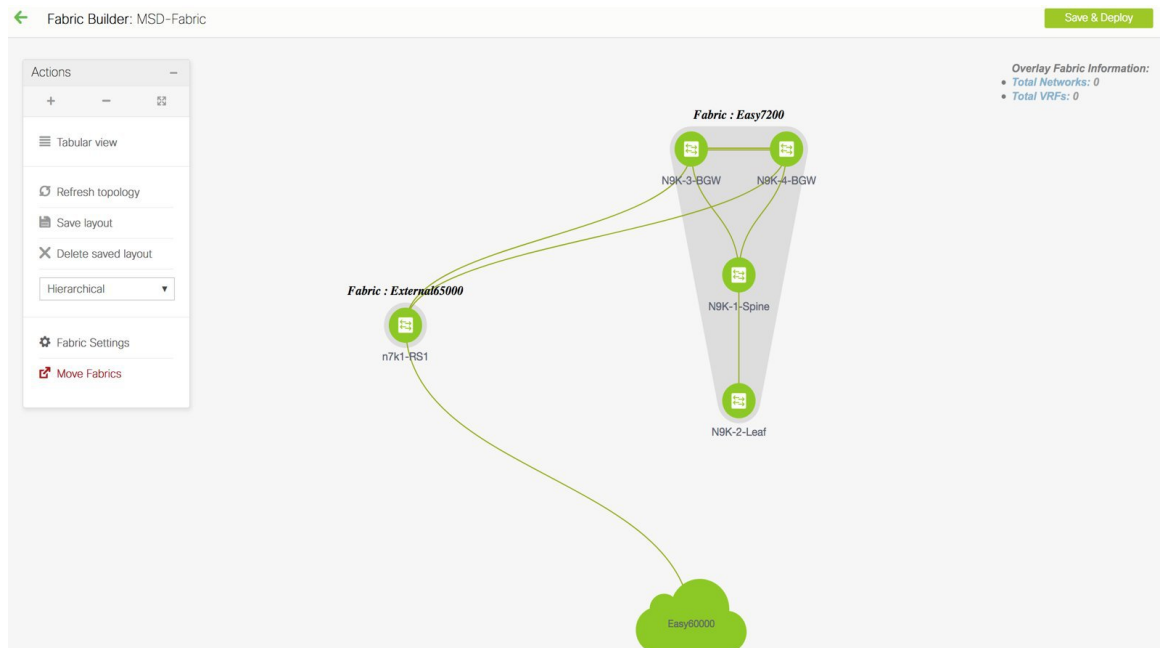 Fabric Builder: MSD-Fabric
Save & Deploy
Actions
Tabular view
Refresh topology
Save layout
Delete saved layout
Hierarchical
Fabric Settings
Move Fabrics
Overlay Fabric Information:
Total Networks: 0
Total VRFs: 0
Fabric : Easy7200
N9K-3-BGW
N9K-4-BGW
N9K-1-Spine
N9K-2-Leaf
Fabric : External65000
n7k1-RS1
Easy60000